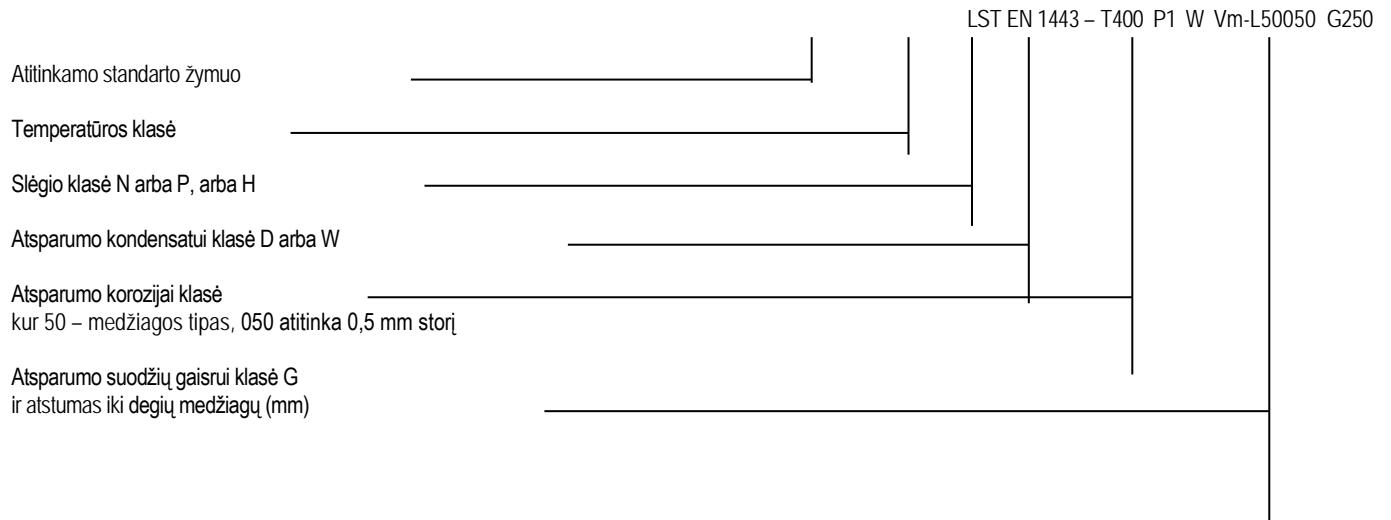 LST EN 1443 – T400 P1 W Vm-L50050 G250
Atitinkamo standarto žymuo
Temperatūros klasė
Slėgio klasė N arba P, arba H
Atsparumo kondensatui klasė D arba W
Atsparumo korozijai klasė
kur 50 – medžiagos tipas, 050 atitinka 0,5 mm storį
Atsparumo suodžių gaisrui klasė G
ir atstumas iki degių medžiagų (mm)